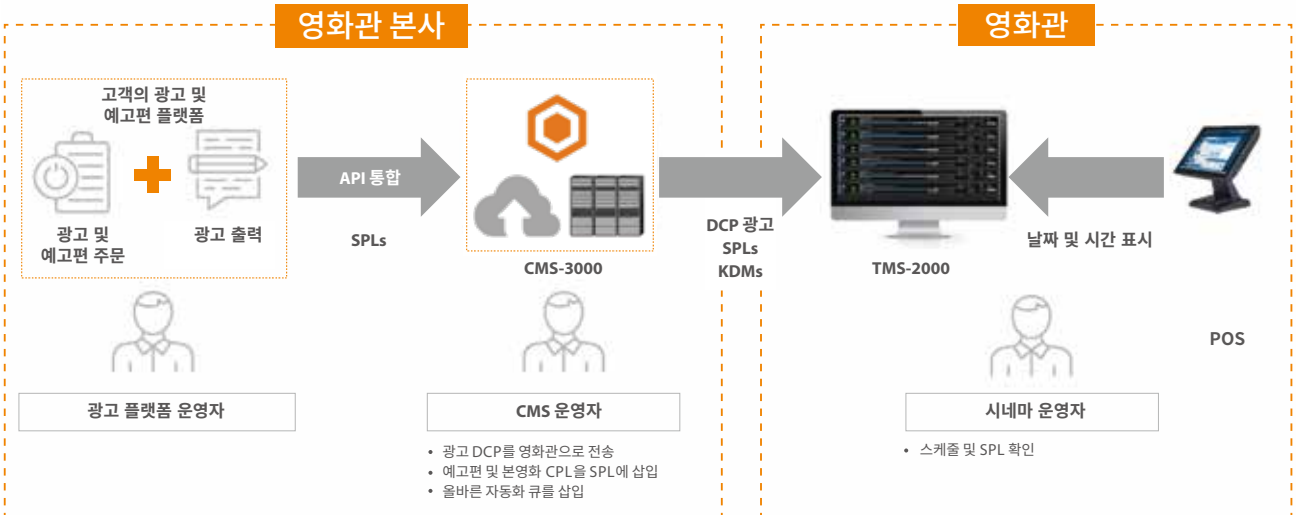 영화관 본사
영화관
고객의 광고 및
예고편 플랫폼
광고 및
예고편 주문
광고 출력
API 통합
SPLs
CMS-3000
DCP 광고
SPLs
KDMs
TMS-2000
날짜 및 시간 표시
POS
광고 플랫폼 운영자
CMS 운영자
• 광고 DCP를 영화관으로 전송
• 예고편 및 본영화 CPL을 SPL에 삽입
• 올바른 자동화 큐를 삽입
시네마 운영자
• 스케줄 및 SPL 확인